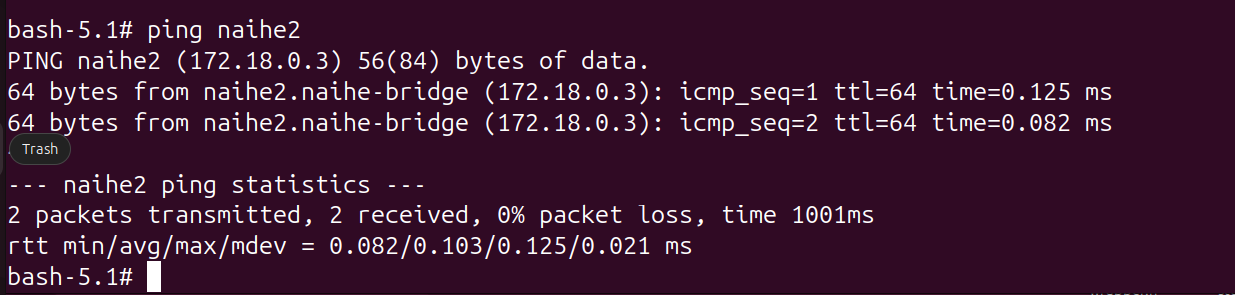 bash-5.1# ping naihe2
PING naihe2 (172.18.0.3) 56(84) bytes of data.
64 bytes from naihe2.naihe-bridge (172.18.0.3): icmp_seq=1 ttl=64 time=0.125 ms
64 bytes from naihe2.naihe-bridge (172.18.0.3): icmp_seq=2 ttl=64 time=0.082 ms
Trash
--- naihe2 ping statistics ---
2 packets transmitted, 2 received, 0% packet loss, time 1001ms
rtt min/avg/max/mdev = 0.082/0.103/0.125/0.021 ms
bash-5.1#